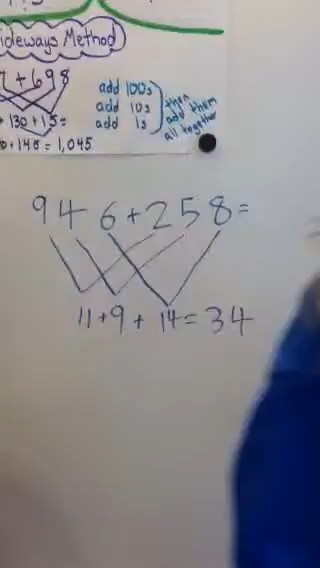 ideways Method
7 + 698
130 + 15 =
+ 145 = 1,045
add 100s
add 10s
add 1s
then add them all together
946 + 258 =
11 + 9 + 14 = 34